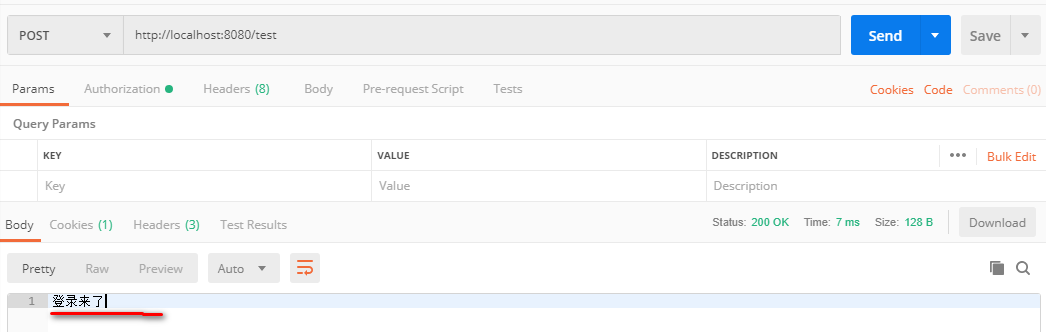 POST http://localhost:8080/test Send Save
Params Authorization Headers (8) Body Pre-request Script Tests Cookies Code Comments (0)
Query Params
KEY VALUE DESCRIPTION ••• Bulk Edit
Key Value Description
Body Cookies (1) Headers (3) Test Results Status: 200 OK Time: 7 ms Size: 128 B Download
Pretty Raw Preview Auto
1 登录来了